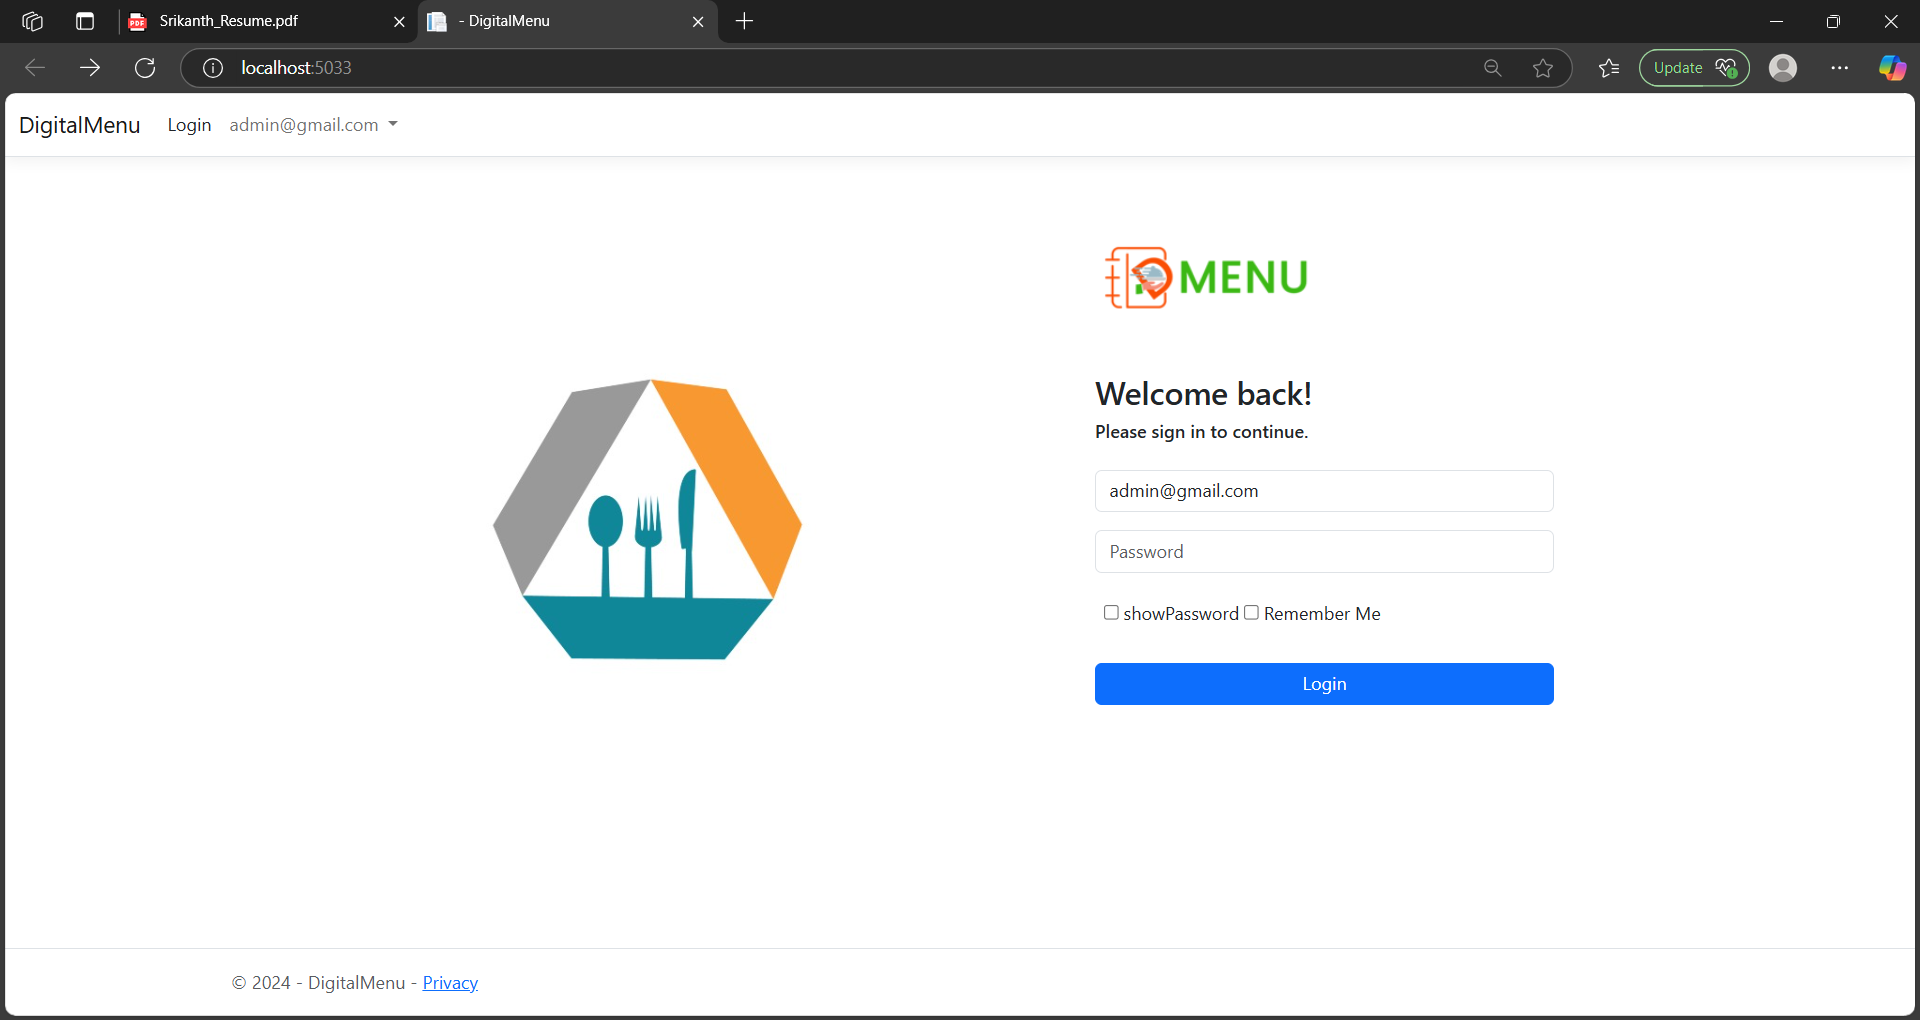 Srikanth_Resume.pdf
- DigitalMenu
localhost:5033
Update
DigitalMenu Login admin@gmail.com
MENU
Welcome back!
Please sign in to continue.
admin@gmail.com
Password
showPassword Remember Me
Login
© 2024 - DigitalMenu - Privacy